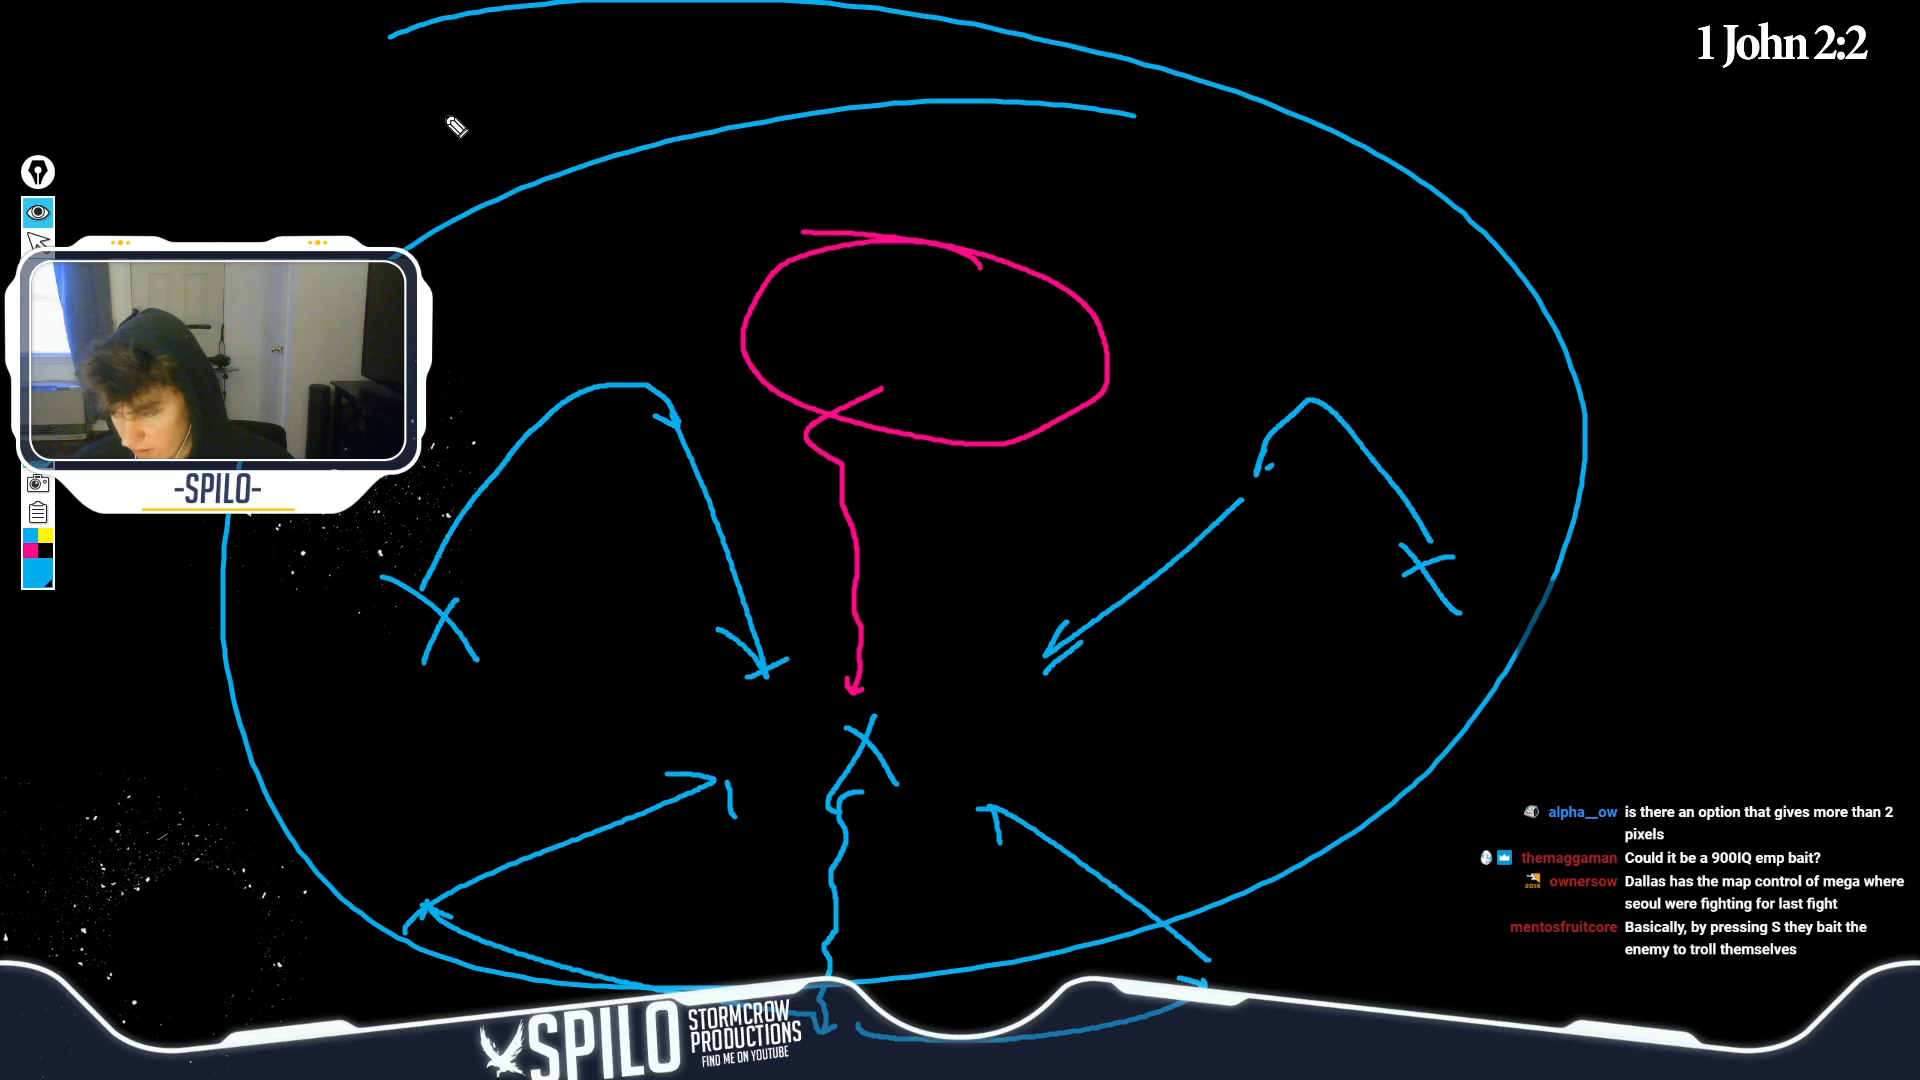 1 John 2:2
-SPILO-
alpha__ow is there an option that gives more than 2
pixels
themaggaman Could it be a 900IQ emp bait?
2019 ownersow Dallas has the map control of mega where
seoul were fighting for last fight
mentosfruitcore Basically, by pressing S they bait the
enemy to troll themselves
SPILO
STORMCROW
PRODUCTIONS
FIND ME ON YOUTUBE